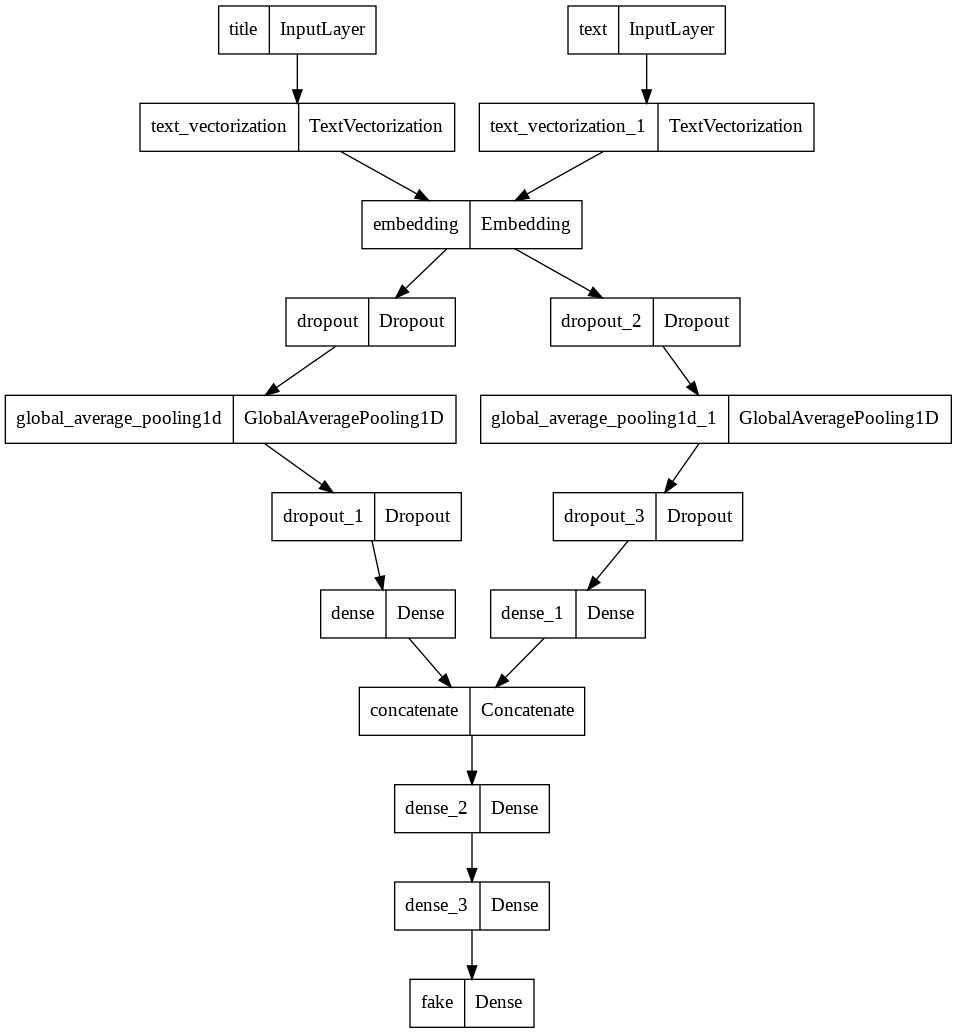 title InputLayer
text InputLayer
text_vectorization TextVectorization
text_vectorization_1 TextVectorization
embedding Embedding
dropout Dropout
dropout_2 Dropout
global_average_pooling1d GlobalAveragePooling1D
global_average_pooling1d_1 GlobalAveragePooling1D
dropout_1 Dropout
dropout_3 Dropout
dense Dense
dense_1 Dense
concatenate Concatenate
dense_2 Dense
dense_3 Dense
fake Dense